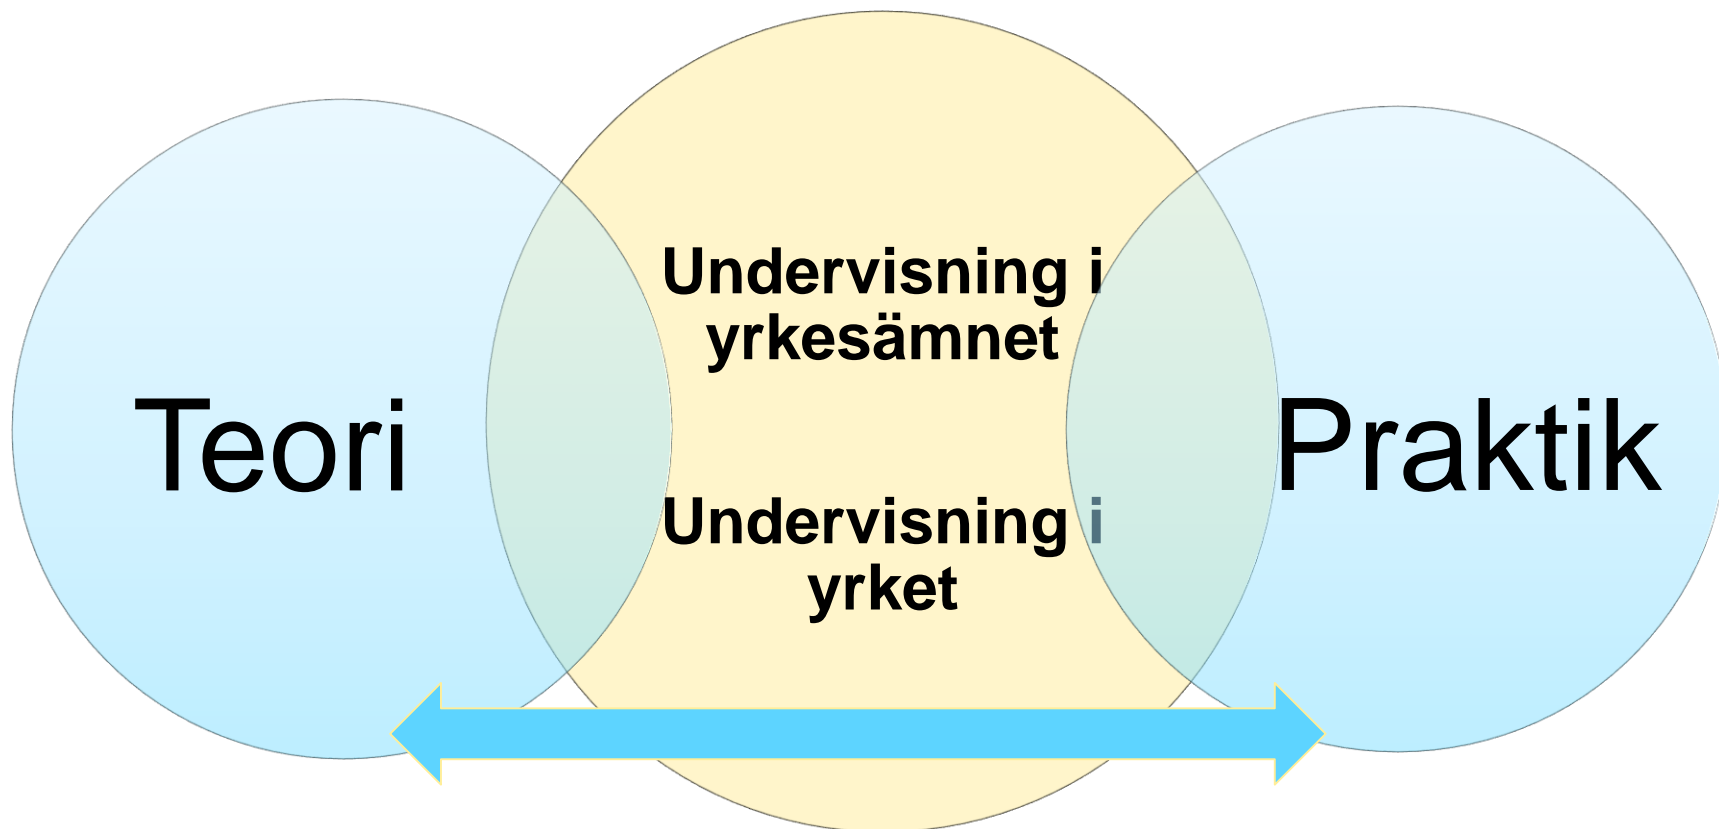 Teori
Undervisning i
yrkesämnet
Undervisning i
yrket
Praktik